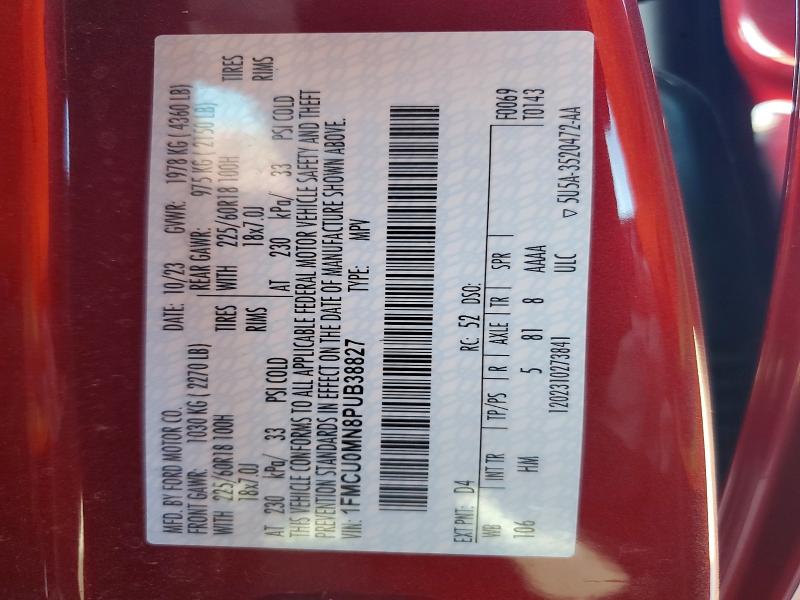 MFD. BY FORD MOTOR CO. DATE: 10/23 GVWR: 1978 KG ( 4360 LB)
FRONT GAWR: 1030 KG ( 2270 LB) REAR GAWR: 975 KG ( 2150 LB)
WITH 225/60R18 100H TIRES WITH 225/60R18 100H TIRES
18x7.0J RIMS 18x7.0J RIMS
AT 230 kPa/ 33 PSI COLD AT 230 kPa/ 33 PSI COLD
THIS VEHICLE CONFORMS TO ALL APPLICABLE FEDERAL MOTOR VEHICLE SAFETY AND THEFT
PREVENTION STANDARDS IN EFFECT ON THE DATE OF MANUFACTURE SHOWN ABOVE.
VIN: 1FMCU0MN8PUB38827 TYPE: MPV
EXT PNT: D4 RC: 52 DSO: F0069
WB INT TR TP/PS R AXLE TR SPR T0143
106 HM 5 81 8 AAAA
1202310273841 ULC ▽ 5U5A-3520472-AA